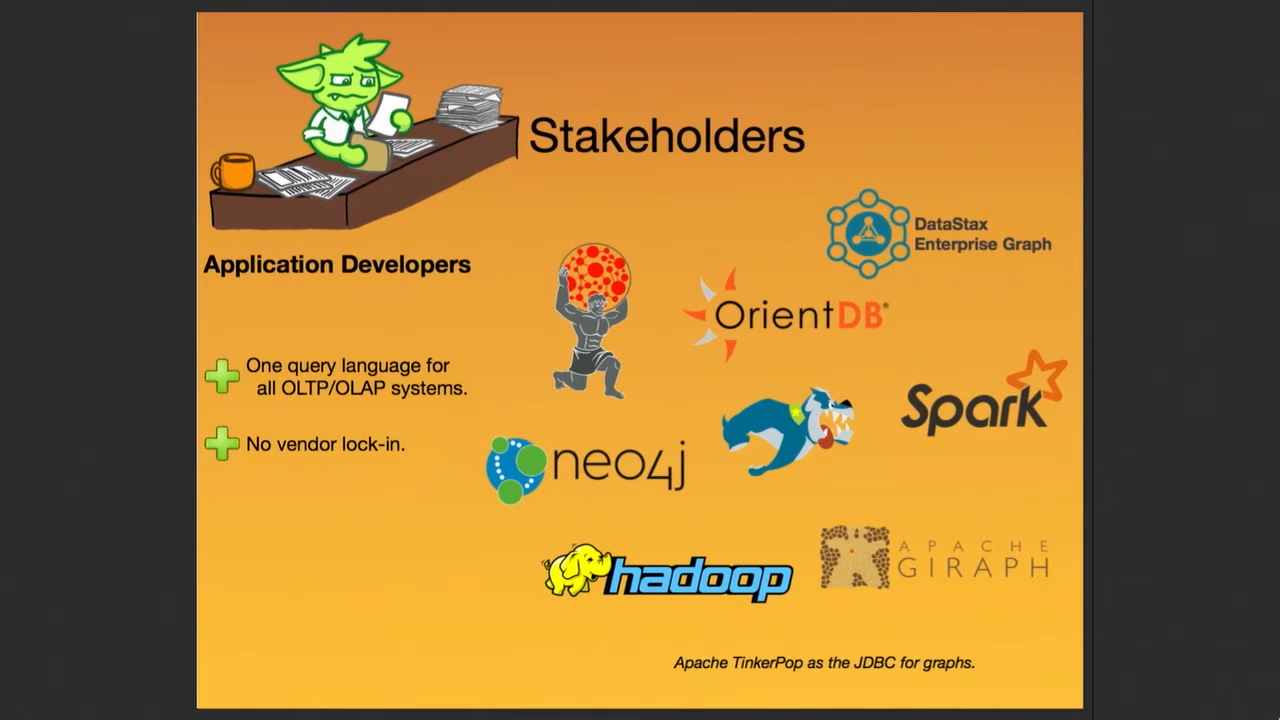 Stakeholders
DataStax
Enterprise Graph
Application Developers
OrientDB®
One query language for
all OLTP/OLAP systems.
Spark
No vendor lock-in.
neo4j
APACHE
GIRAPH
hadoop
Apache TinkerPop as the JDBC for graphs.